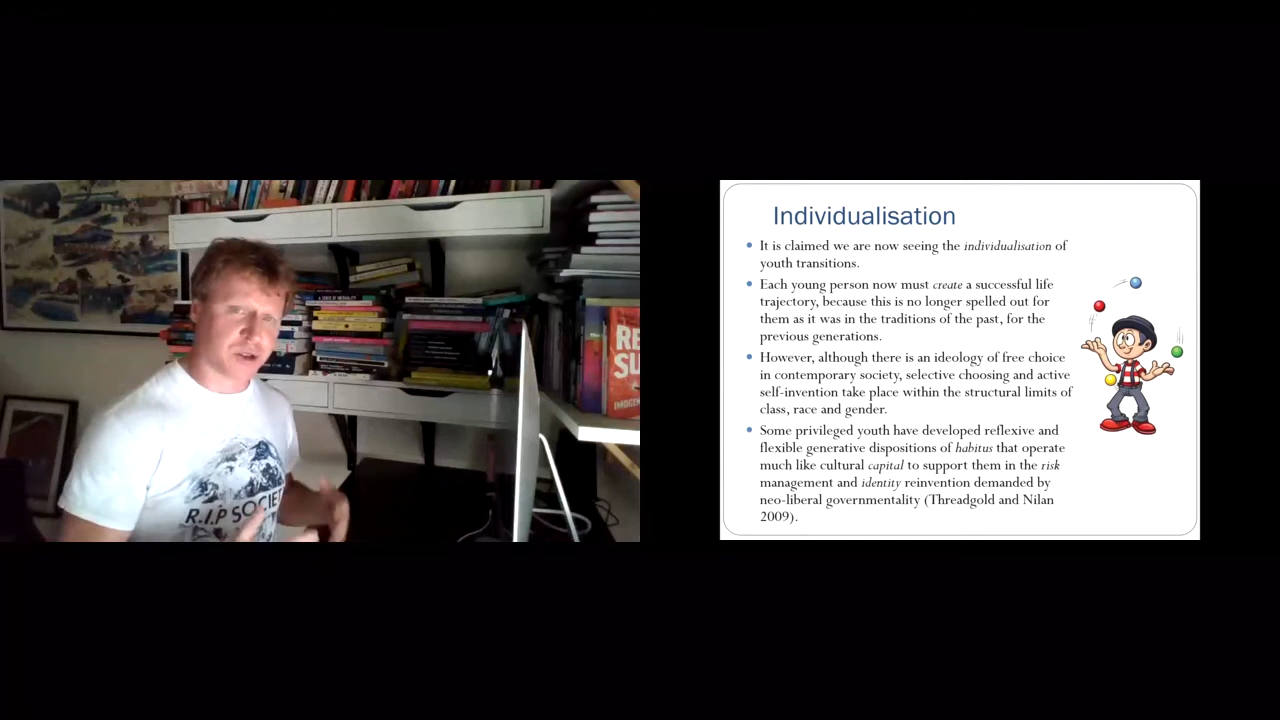 R.I.P SOCIETY
RE
SU
IMOGEN
Individualisation
It is claimed we are now seeing the individualisation of
youth transitions.
Each young person now must create a successful life
trajectory, because this is no longer spelled out for
them as it was in the traditions of the past, for the
previous generations.
However, although there is an ideology of free choice
in contemporary society, selective choosing and active
self-invention take place within the structural limits of
class, race and gender.
Some privileged youth have developed reflexive and
flexible generative dispositions of habitus that operate
much like cultural capital to support them in the risk
management and identity reinvention demanded by
neo-liberal governmentality (Threadgold and Nilan
2009).